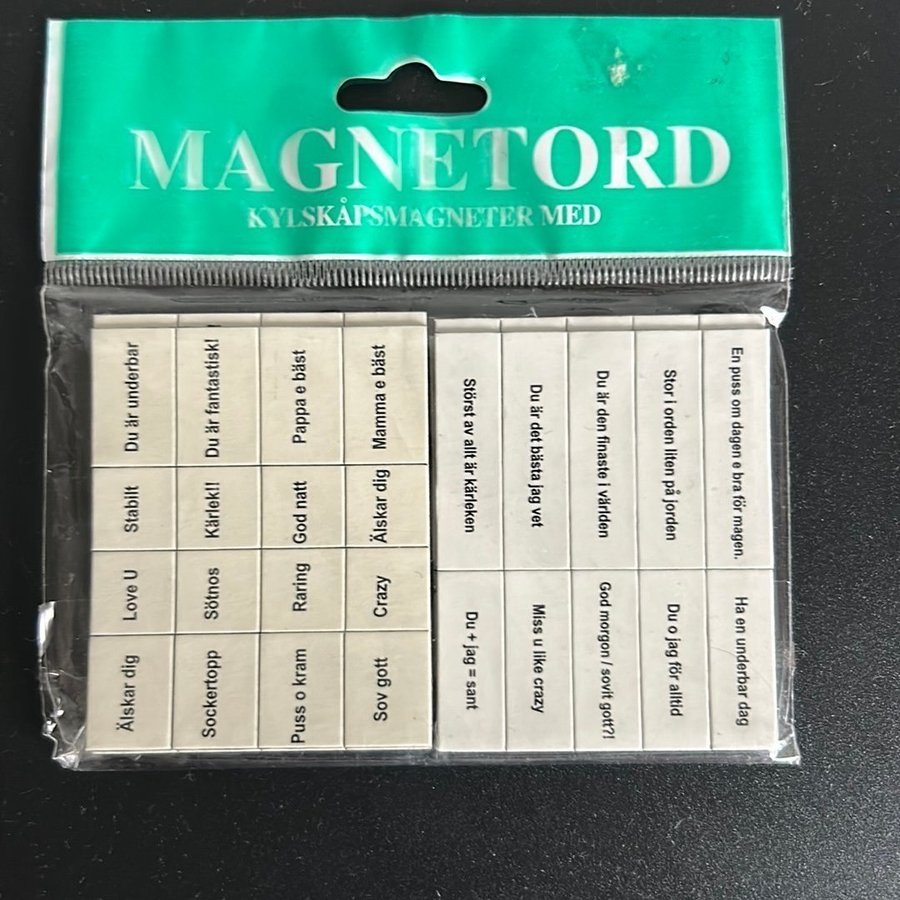 MAGNETORD
KYLSKÅPSMAGNETER MED
Du är underbar
Du är fantastisk!
Pappa e bäst
Mamma e bäst
Stabilt
Kärlek!!
God natt
Älskar dig
Love U
Sötnos
Raring
Crazy
Älskar dig
Sockertopp
Puss o kram
Sov gott
Störst av allt är kärleken
Du är det bästa jag vet
Du är den finaste i världen
Stor i orden liten på jorden
En puss om dagen e bra för magen.
Du + jag = sant
Miss u like crazy
God morgon / sovit gott?!
Du o jag för alltid
Ha en underbar dag